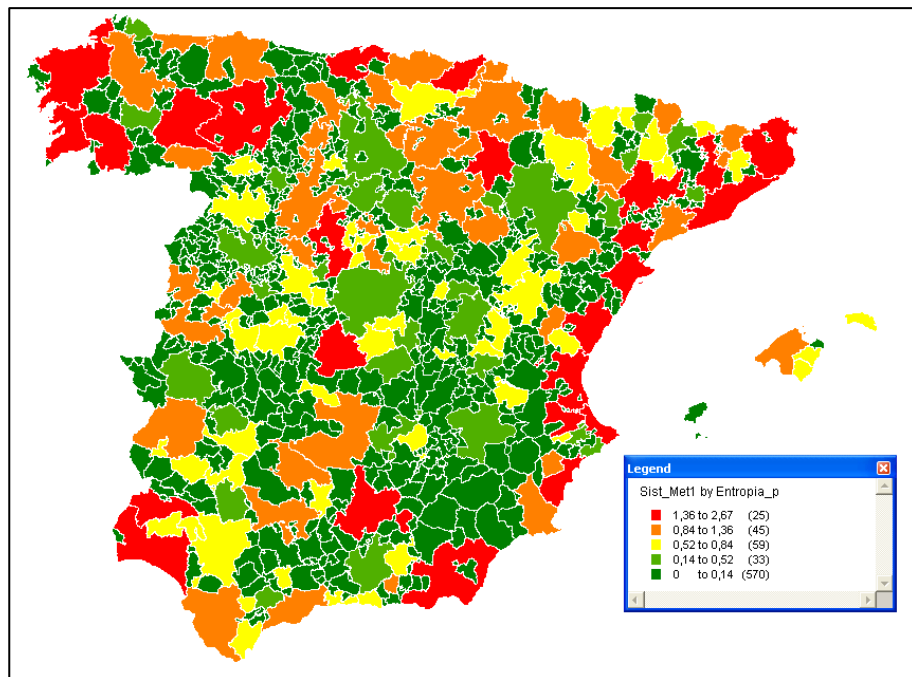 Legend
Sist_Met1 by Entropia_p
1,36 to 2,67 (25)
0,84 to 1,36 (45)
0,52 to 0,84 (59)
0,14 to 0,52 (33)
0 to 0,14 (570)